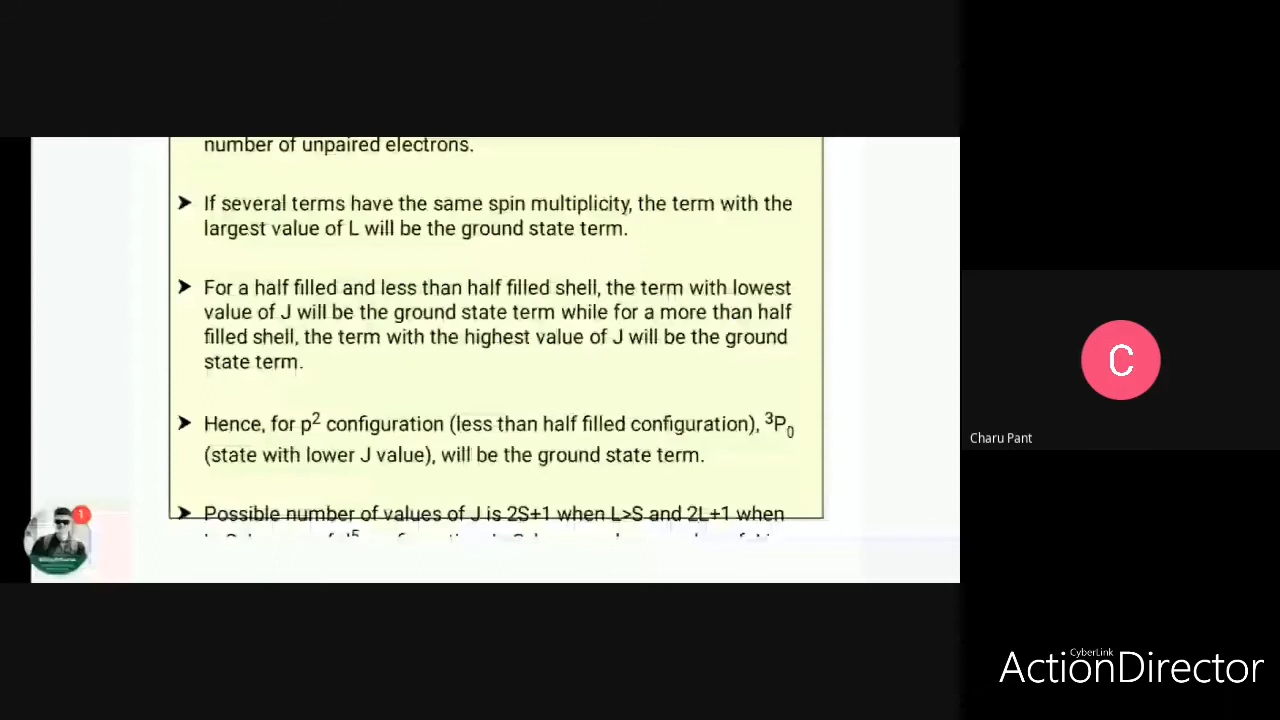 number of unpaired electrons.
➤ If several terms have the same spin multiplicity, the term with the
largest value of L will be the ground state term.
➤ For a half filled and less than half filled shell, the term with lowest
value of J will be the ground state term while for a more than half
filled shell, the term with the highest value of J will be the ground
state term.
➤ Hence, for p² configuration (less than half filled configuration), ³P₀
(state with lower J value), will be the ground state term.
➤ Possible number of values of J is 2S+1 when L>S and 2L+1 when
1
C
Charu Pant
CyberLink
ActionDirector